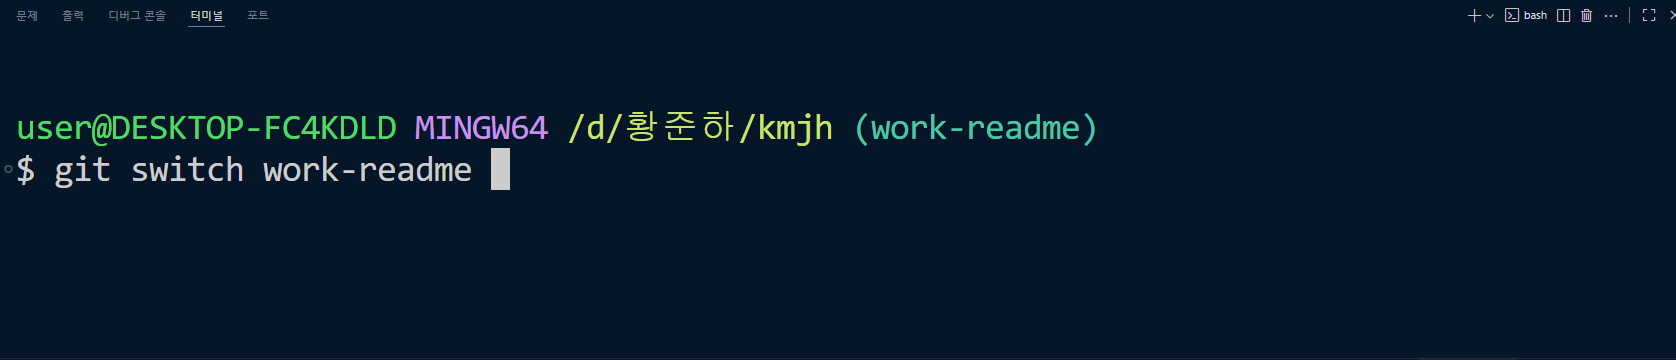 문제 출력 디버그 콘솔 터미널 포트 bash
user@DESKTOP-FC4KDLD MINGW64 /d/황준하/kmjh (work-readme)
$ git switch work-readme